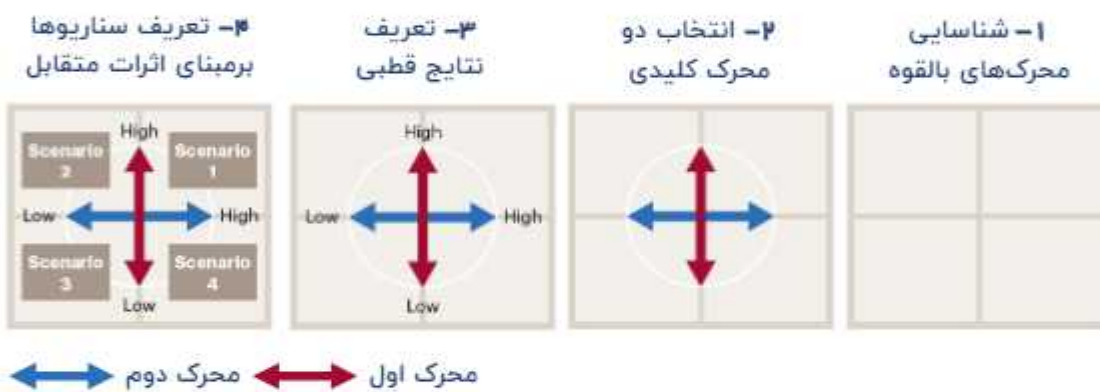 ۱– شناسایی
محرک‌های بالقوه
۲– انتخاب دو
محرک کلیدی
۳– تعریف
نتایج قطبی
High
Low
High
Low
۴– تعریف سناریوها
برمبنای اثرات متقابل
High
Scenario
1
Scenario
2
Low
High
Scenario
3
Scenario
4
Low
محرک اول
محرک دوم